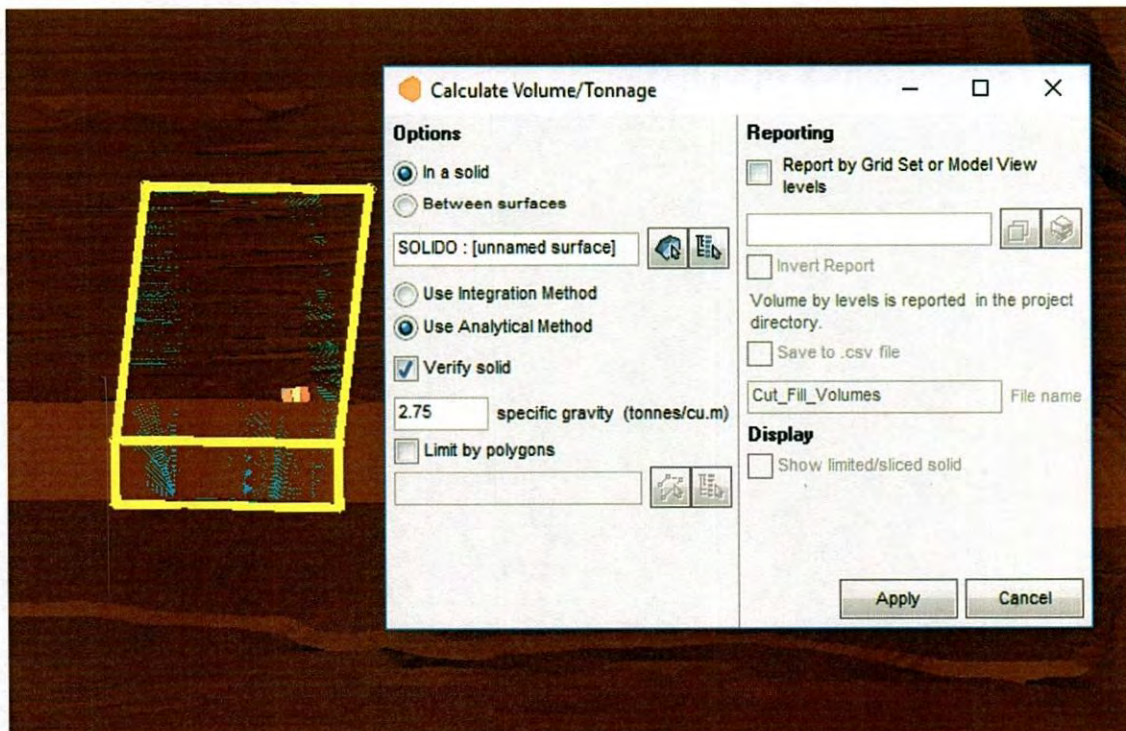 Calculate Volume/Tonnage
Options
In a solid
Between surfaces
SOLIDO : [unnamed surface]
Use Integration Method
Use Analytical Method
Verify solid
2.75 specific gravity (tonnes/cu.m)
Limit by polygons
Reporting
Report by Grid Set or Model View
levels
Invert Report
Volume by levels is reported in the project
directory.
Save to .csv file
Cut_Fill_Volumes File name
Display
Show limited/sliced solid
Apply Cancel